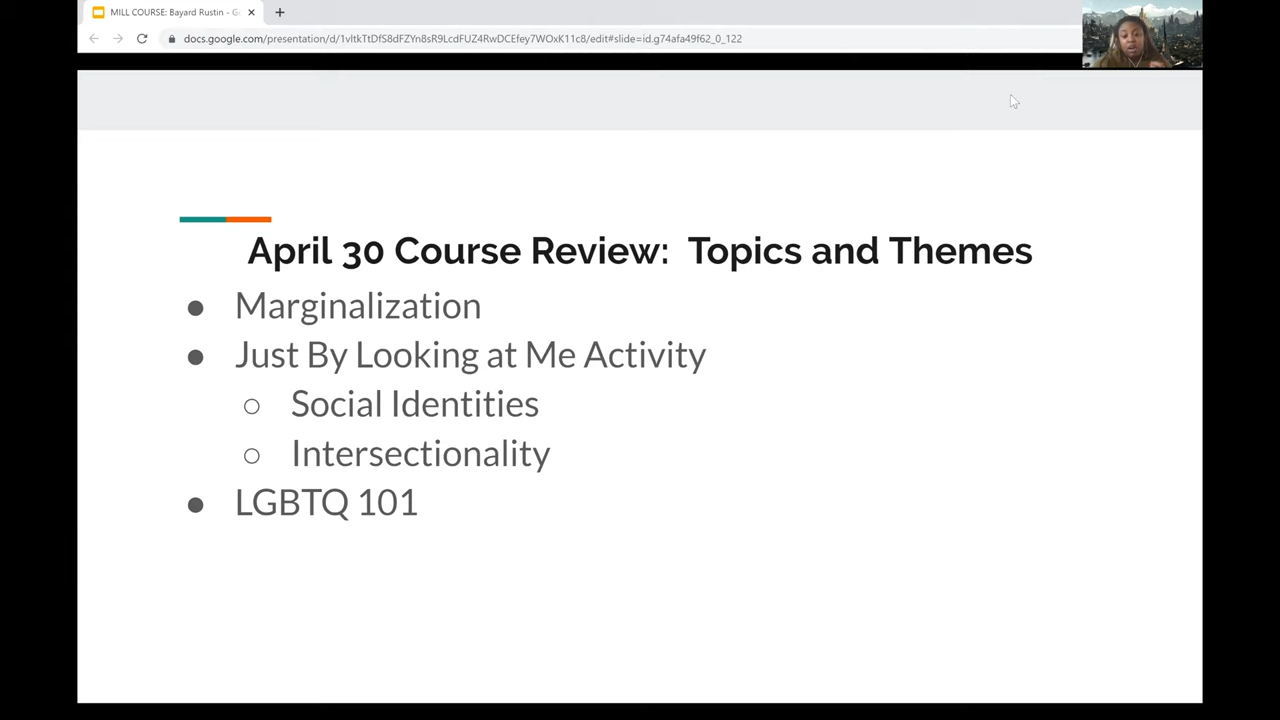 MILL COURSE: Bayard Rustin - G
docs.google.com/presentation/d/1vltkTtDfS8dFZYn8sR9LcdFUZ4RwDCEfey7WOxK11c8/edit#slide=id.g74afa49f62_0_122
April 30 Course Review: Topics and Themes
● Marginalization
● Just By Looking at Me Activity
○ Social Identities
○ Intersectionality
● LGBTQ 101